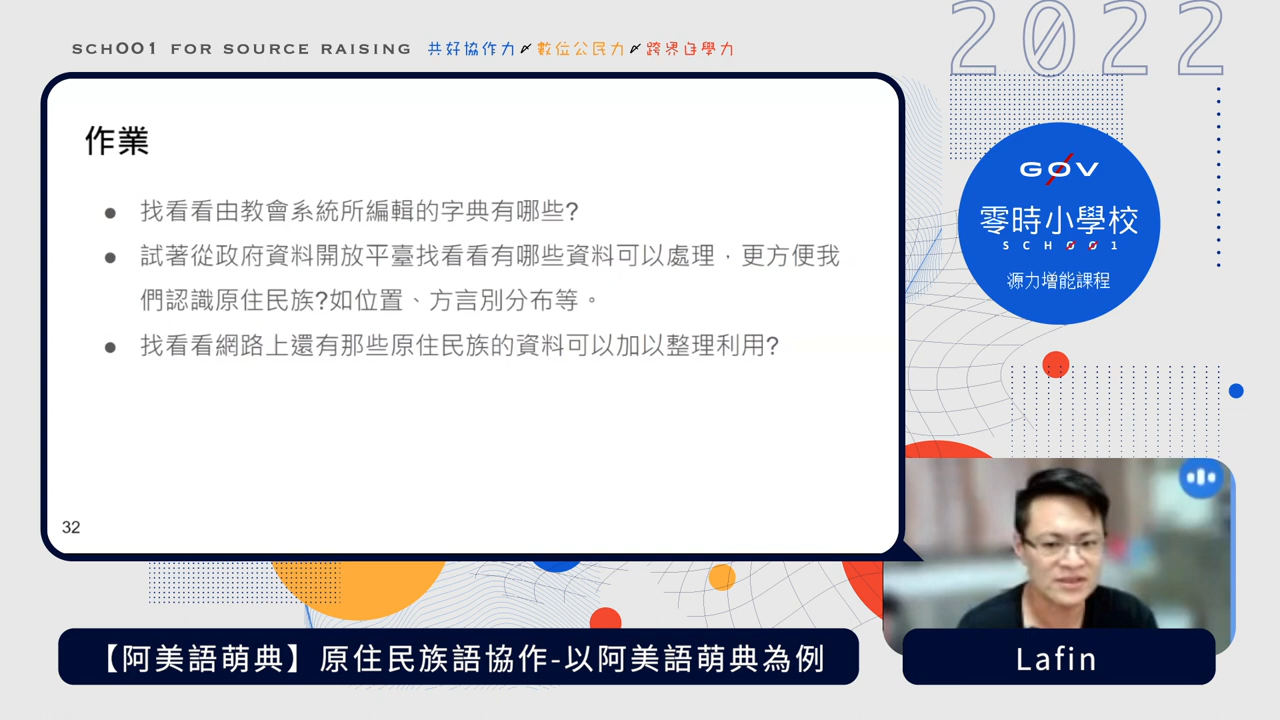 SCHOO1 FOR SOURCE RAISING 共好協作力 數位公民力 跨界自學力
2022
作業
● 找看看由教會系統所編輯的字典有哪些?
● 試著從政府資料開放平臺找看看有哪些資料可以處理，更方便我
們認識原住民族?如位置、方言別分布等。
● 找看看網路上還有那些原住民族的資料可以加以整理利用?
32
G0V
零時小學校
SCH001
源力增能課程
【阿美語萌典】原住民族語協作-以阿美語萌典為例
Lafin